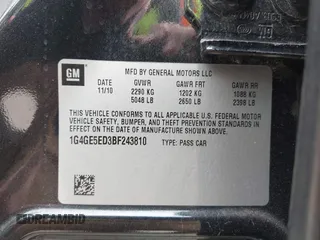 GM
MFD BY GENERAL MOTORS LLC
11/10 GVWR GAWR FRT GAWR RR
2290 KG 1202 KG 1088 KG
5048 LB 2650 LB 2398 LB
THIS VEHICLE CONFORMS TO ALL APPLICABLE U.S. FEDERAL MOTOR
VEHICLE SAFETY, BUMPER, AND THEFT PREVENTION STANDARDS
IN EFFECT ON THE DATE OF MANUFACTURE SHOWN ABOVE.
1G4GE5ED3BF243810 TYPE: PASS CAR
DREAMBID